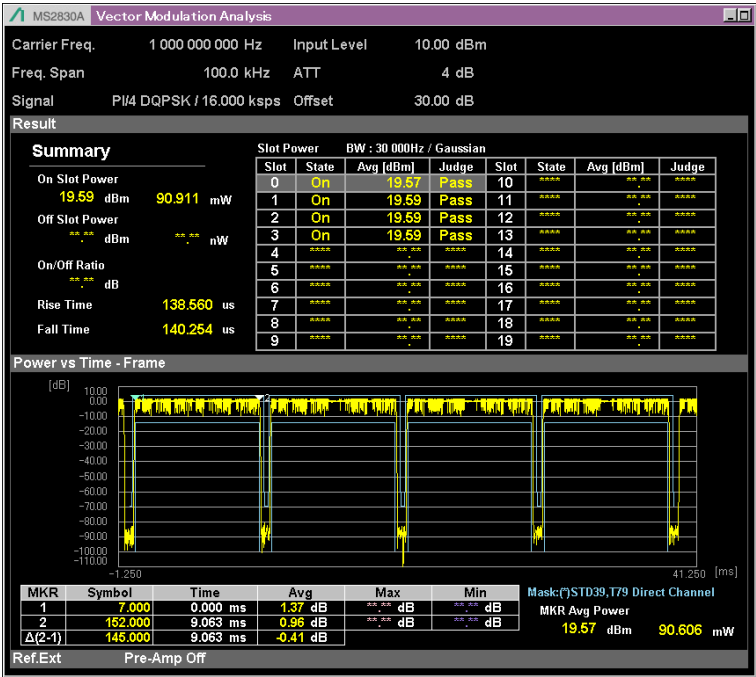 MS2830A Vector Modulation Analysis
Carrier Freq. 1 000 000 000 Hz Input Level 10.00 dBm
Freq. Span 100.0 kHz ATT 4 dB
Signal PI/4 DQPSK / 16.000 ksps Offset 30.00 dB
Result
Summary
On Slot Power
19.59 dBm 90.911 mW
Off Slot Power
**.** dBm **.** nW
On/Off Ratio
**.** dB
Rise Time 138.560 us
Fall Time 140.254 us
Slot Power BW : 30 000Hz / Gaussian
Slot State Avg [dBm] Judge Slot State Avg [dBm] Judge
0 On 19.57 Pass 10 **** **.** ****
1 On 19.59 Pass 11 **** **.** ****
2 On 19.59 Pass 12 **** **.** ****
3 On 19.59 Pass 13 **** **.** ****
4 **** **.** **** 14 **** **.** ****
5 **** **.** **** 15 **** **.** ****
6 **** **.** **** 16 **** **.** ****
7 **** **.** **** 17 **** **.** ****
8 **** **.** **** 18 **** **.** ****
9 **** **.** **** 19 **** **.** ****
Power vs Time - Frame
[dB]
10.00
0.00
-10.00
-20.00
-30.00
-40.00
-50.00
-60.00
-70.00
-80.00
-90.00
-100.00
-110.00
1
2
-1.250 41.250 [ms]
MKR Symbol Time Avg Max Min
1 7.000 0.000 ms 1.37 dB **.** dB **.** dB
2 152.000 9.063 ms 0.96 dB **.** dB **.** dB
Δ(2-1) 145.000 9.063 ms -0.41 dB
Mask:(*)STD39,T79 Direct Channel
MKR Avg Power
19.57 dBm 90.606 mW
Ref.Ext Pre-Amp Off